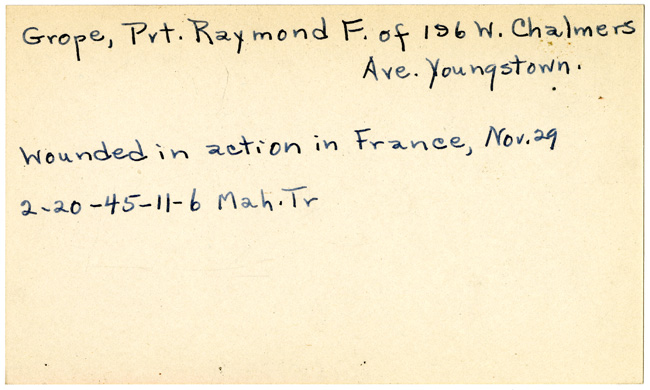 Grope, Pvt. Raymond F. of 196 W. Chalmers
Ave. Youngstown.
Wounded in action in France, Nov. 29
2-20-45-11-6 Mah. Tr